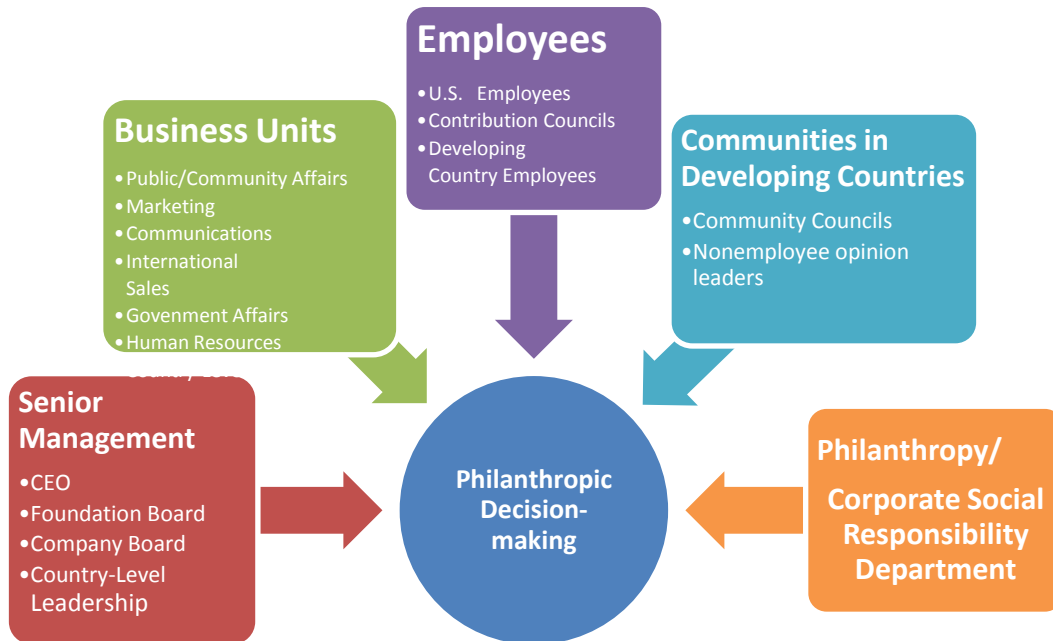 Employees
•U.S. Employees
•Contribution Councils
•Developing
Country Employees
Business Units
•Public/Community Affairs
•Marketing
•Communications
•International
Sales
•Govenment Affairs
•Human Resources
Communities in
Developing Countries
•Community Councils
•Nonemployee opinion
leaders
Senior
Management
•CEO
•Foundation Board
•Company Board
•Country-Level
Leadership
Philanthropic
Decision-
making
Philanthropy/
Corporate Social
Responsibility
Department